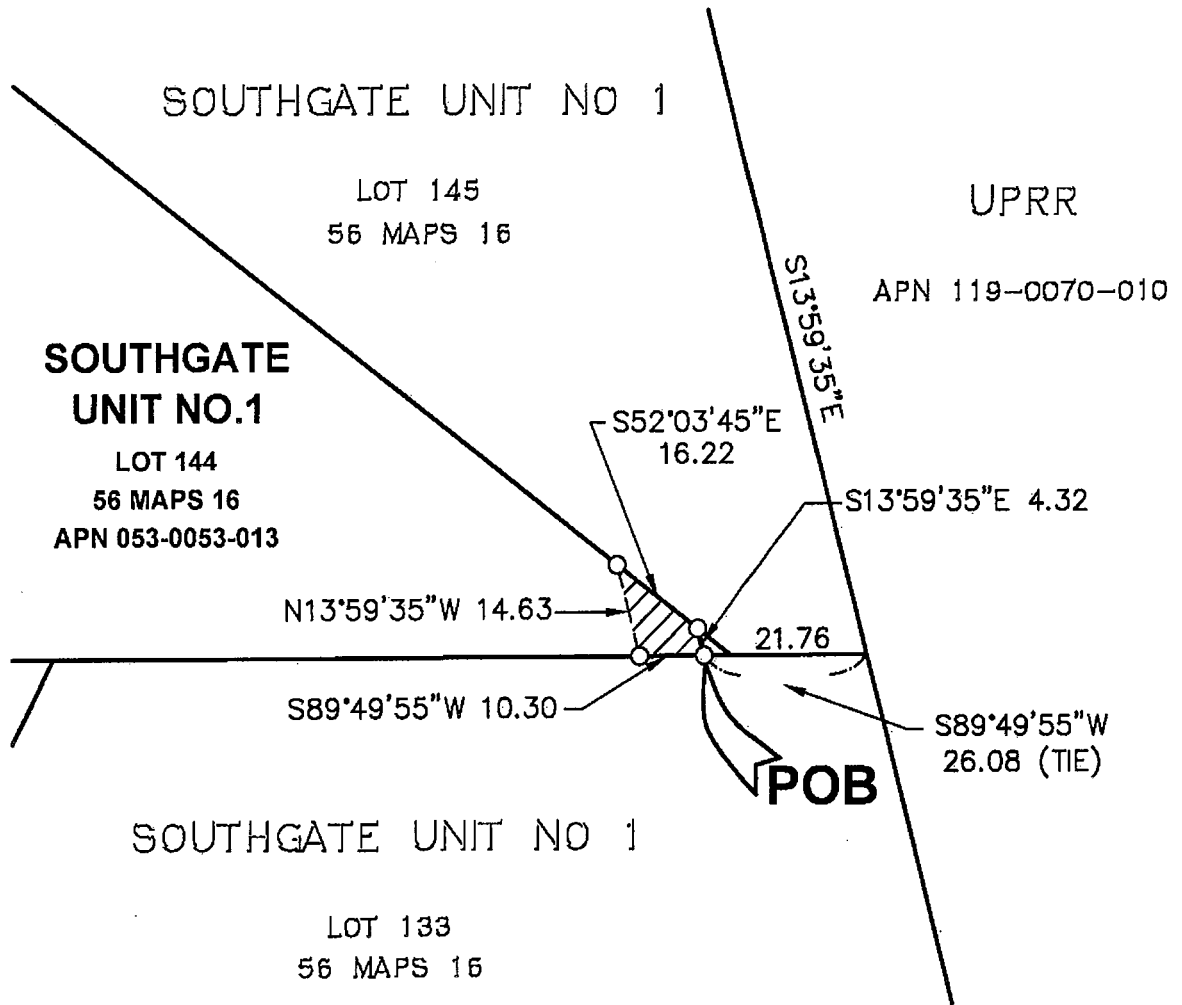 SOUTHGATE UNIT NO 1
LOT 145
56 MAPS 16
UPRR
APN 119-0070-010
S13°59'35"E
SOUTHGATE
UNIT NO.1
LOT 144
56 MAPS 16
APN 053-0053-013
S52°03'45"E
16.22
S13°59'35"E 4.32
N13°59'35"W 14.63
21.76
S89°49'55"W 10.30
S89°49'55"W
26.08 (TIE)
POB
SOUTHGATE UNIT NO 1
LOT 133
56 MAPS 16